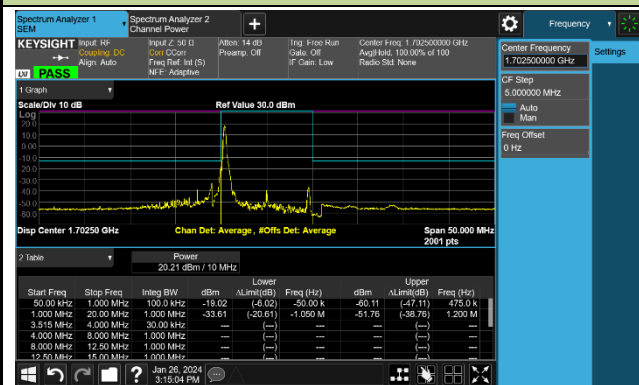 Spectrum Analyzer 1
SEM
Spectrum Analyzer 2
Channel Power
+
Frequency
KEYSIGHT
Input: RF
Coupling: DC
Align: Auto
Input Z: 50 Ω
Corr CCorr
Freq Ref: Int (S)
NFE: Adaptive
Atten: 14 dB
Preamp: Off
Trig: Free Run
Gate: Off
IF Gain: Low
Center Freq: 1.702500000 GHz
Avg|Hold: 100.00% of 100
Radio Std: None
LXI PASS
Center Frequency
1.702500000 GHz
Settings
CF Step
5.000000 MHz
Auto
Man
Freq Offset
0 Hz
1 Graph
Scale/Div 10 dB
Ref Value 30.0 dBm
Log
20.0
10.0
0.00
-10.0
-20.0
-30.0
-40.0
-50.0
-60.0
Disp Center 1.70250 GHz
Chan Det: Average , #Offs Det: Average
Span 50.000 MHz
2001 pts
2 Table
Power
20.21 dBm / 10 MHz
Lower Upper
Start Freq Stop Freq Integ BW dBm ΔLimit(dB) Freq (Hz) dBm ΔLimit(dB) Freq (Hz)
50.00 kHz 1.000 MHz 100.0 kHz -19.02 (-6.02) -50.00 k -60.11 (-47.11) 475.0 k
1.000 MHz 20.00 MHz 1.000 MHz -33.61 (-20.61) -1.050 M -51.76 (-38.76) 1.200 M
3.515 MHz 4.000 MHz 30.00 kHz --- (---) --- --- (---) ---
4.000 MHz 8.000 MHz 1.000 MHz --- (---) --- --- (---) ---
8.000 MHz 12.50 MHz 1.000 MHz --- (---) --- --- (---) ---
12.50 MHz 15.00 MHz 1.000 MHz --- (---) --- --- (---) ---
?
Jan 26, 2024
3:15:04 PM